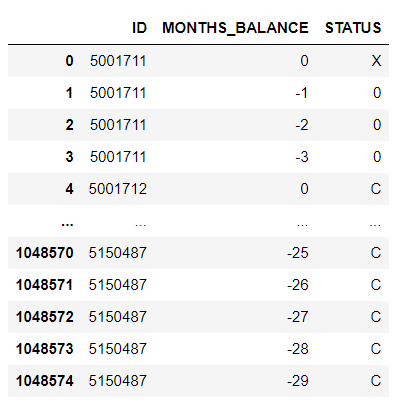 ID MONTHS_BALANCE STATUS
0 5001711 0 X
1 5001711 -1 0
2 5001711 -2 0
3 5001711 -3 0
4 5001712 0 C
... ... ... ...
1048570 5150487 -25 C
1048571 5150487 -26 C
1048572 5150487 -27 C
1048573 5150487 -28 C
1048574 5150487 -29 C